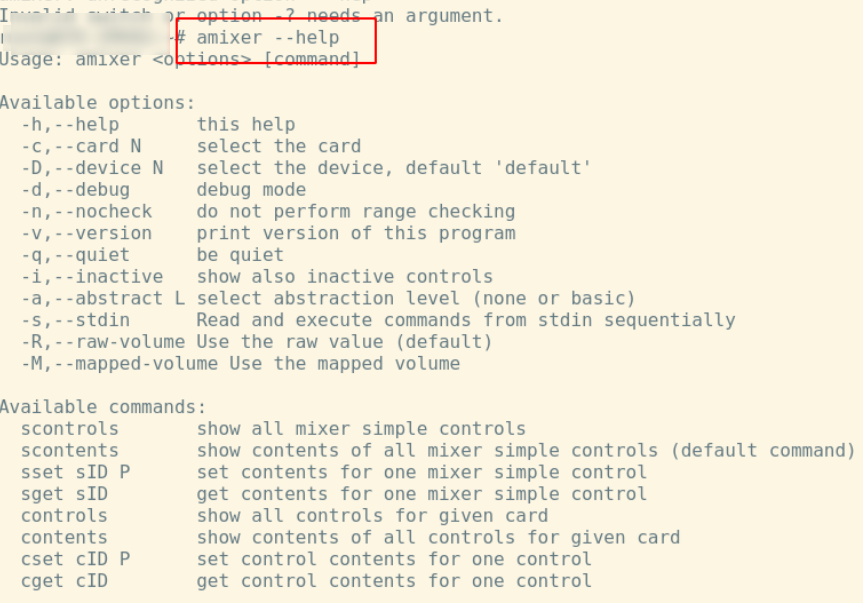 Invalid switch or option -? needs an argument.
~# amixer --help
Usage: amixer <options> [command]
Available options:
-h,--help this help
-c,--card N select the card
-D,--device N select the device, default 'default'
-d,--debug debug mode
-n,--nocheck do not perform range checking
-v,--version print version of this program
-q,--quiet be quiet
-i,--inactive show also inactive controls
-a,--abstract L select abstraction level (none or basic)
-s,--stdin Read and execute commands from stdin sequentially
-R,--raw-volume Use the raw value (default)
-M,--mapped-volume Use the mapped volume
Available commands:
scontrols show all mixer simple controls
scontents show contents of all mixer simple controls (default command)
sset sID P set contents for one mixer simple control
sget sID get contents for one mixer simple control
controls show all controls for given card
contents show contents of all controls for given card
cset cID P set control contents for one control
cget cID get control contents for one control